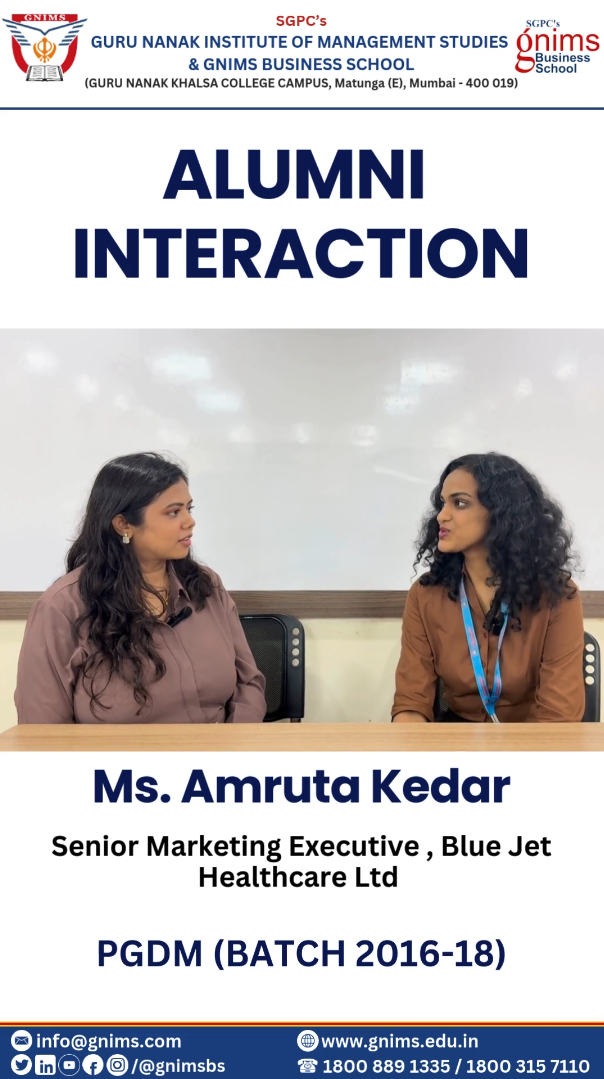 GNIMS
SGPC's
GURU NANAK INSTITUTE OF MANAGEMENT STUDIES
& GNIMS BUSINESS SCHOOL
(GURU NANAK KHALSA COLLEGE CAMPUS, Matunga (E), Mumbai - 400 019)
SGPC's
gnims
Business
School
ALUMNI
INTERACTION
Ms. Amruta Kedar
Senior Marketing Executive , Blue Jet
Healthcare Ltd
PGDM (BATCH 2016-18)
info@gnims.com
www.gnims.edu.in
/@gnimsbs
1800 889 1335 / 1800 315 7110